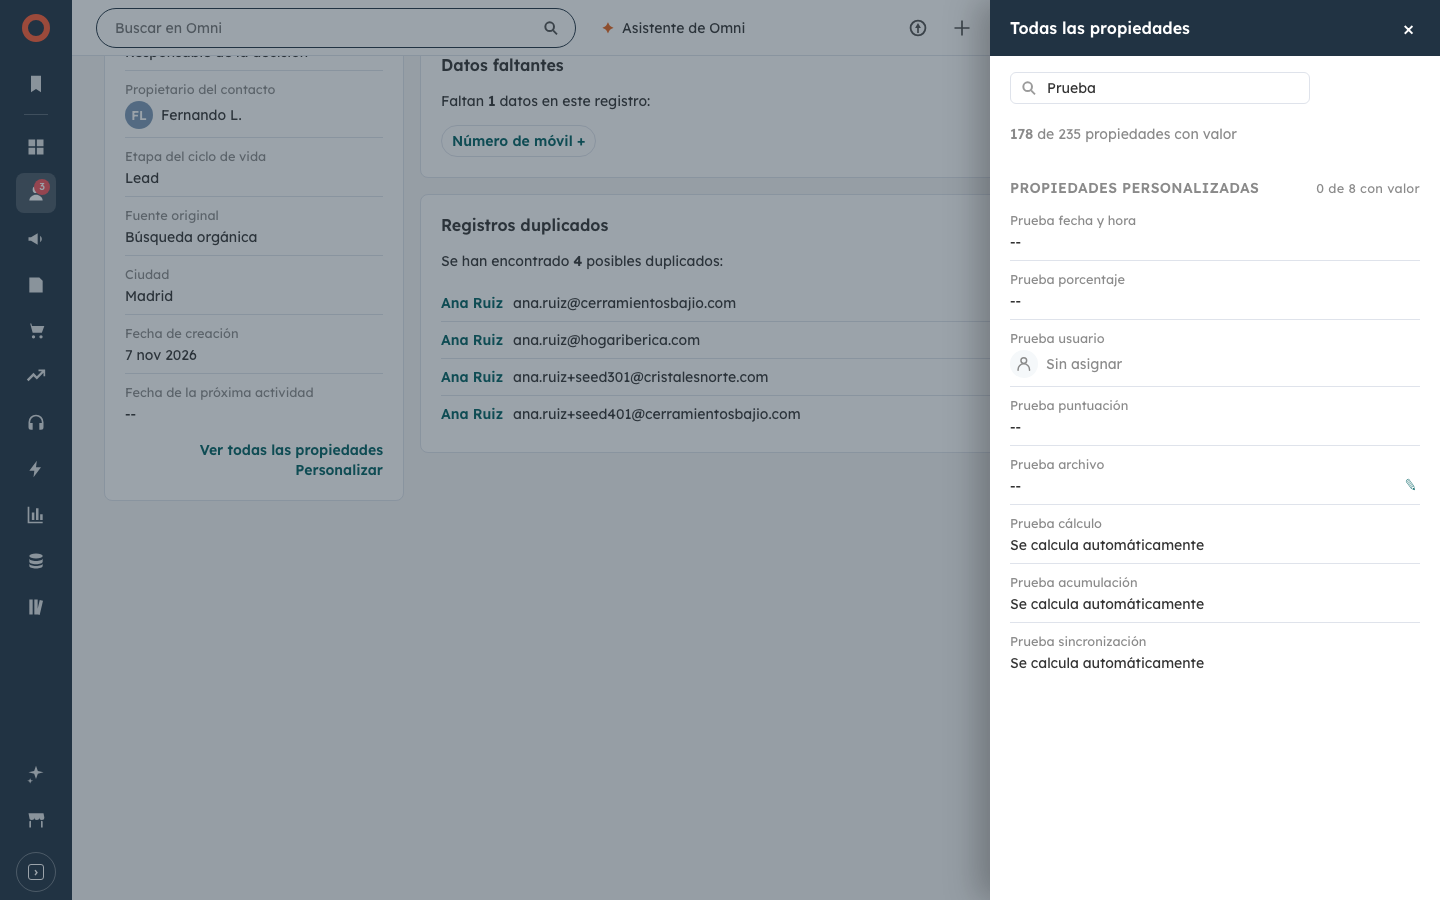 Buscar en Omni
Asistente de Omni
3
Responsable de la decisión
Propietario del contacto
FL Fernando L.
Etapa del ciclo de vida
Lead
Fuente original
Búsqueda orgánica
Ciudad
Madrid
Fecha de creación
7 nov 2026
Fecha de la próxima actividad
--
Ver todas las propiedades
Personalizar
Datos faltantes
Faltan 1 datos en este registro:
Número de móvil +
Registros duplicados
Se han encontrado 4 posibles duplicados:
Ana Ruiz ana.ruiz@cerramientosbajio.com
Ana Ruiz ana.ruiz@hogariberica.com
Ana Ruiz ana.ruiz+seed301@cristalesnorte.com
Ana Ruiz ana.ruiz+seed401@cerramientosbajio.com
Todas las propiedades
Prueba
178 de 235 propiedades con valor
PROPIEDADES PERSONALIZADAS 0 de 8 con valor
Prueba fecha y hora
--
Prueba porcentaje
--
Prueba usuario
Sin asignar
Prueba puntuación
--
Prueba archivo
--
Prueba cálculo
Se calcula automáticamente
Prueba acumulación
Se calcula automáticamente
Prueba sincronización
Se calcula automáticamente